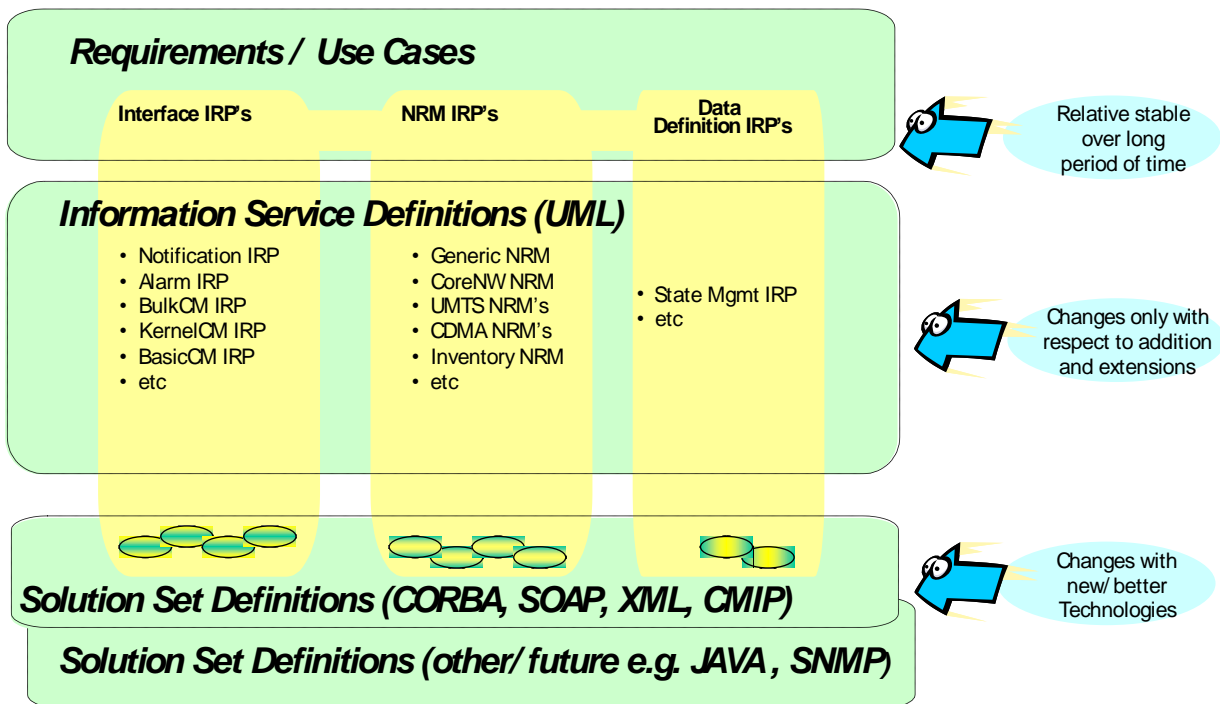 Requirements / Use Cases
Interface IRP's
NRM IRP's
Data
Definition IRP's
Relative stable
over long
period of time
Information Service Definitions (UML)
• Notification IRP
• Alarm IRP
• BulkCM IRP
• KernelCM IRP
• BasicCM IRP
• etc
• Generic NRM
• CoreNW NRM
• UMTS NRM's
• CDMA NRM's
• Inventory NRM
• etc
• State Mgmt IRP
• etc
Changes only with
respect to addition
and extensions
Solution Set Definitions (CORBA, SOAP, XML, CMIP)
Changes with
new/ better
Technologies
Solution Set Definitions (other/ future e.g. JAVA , SNMP)